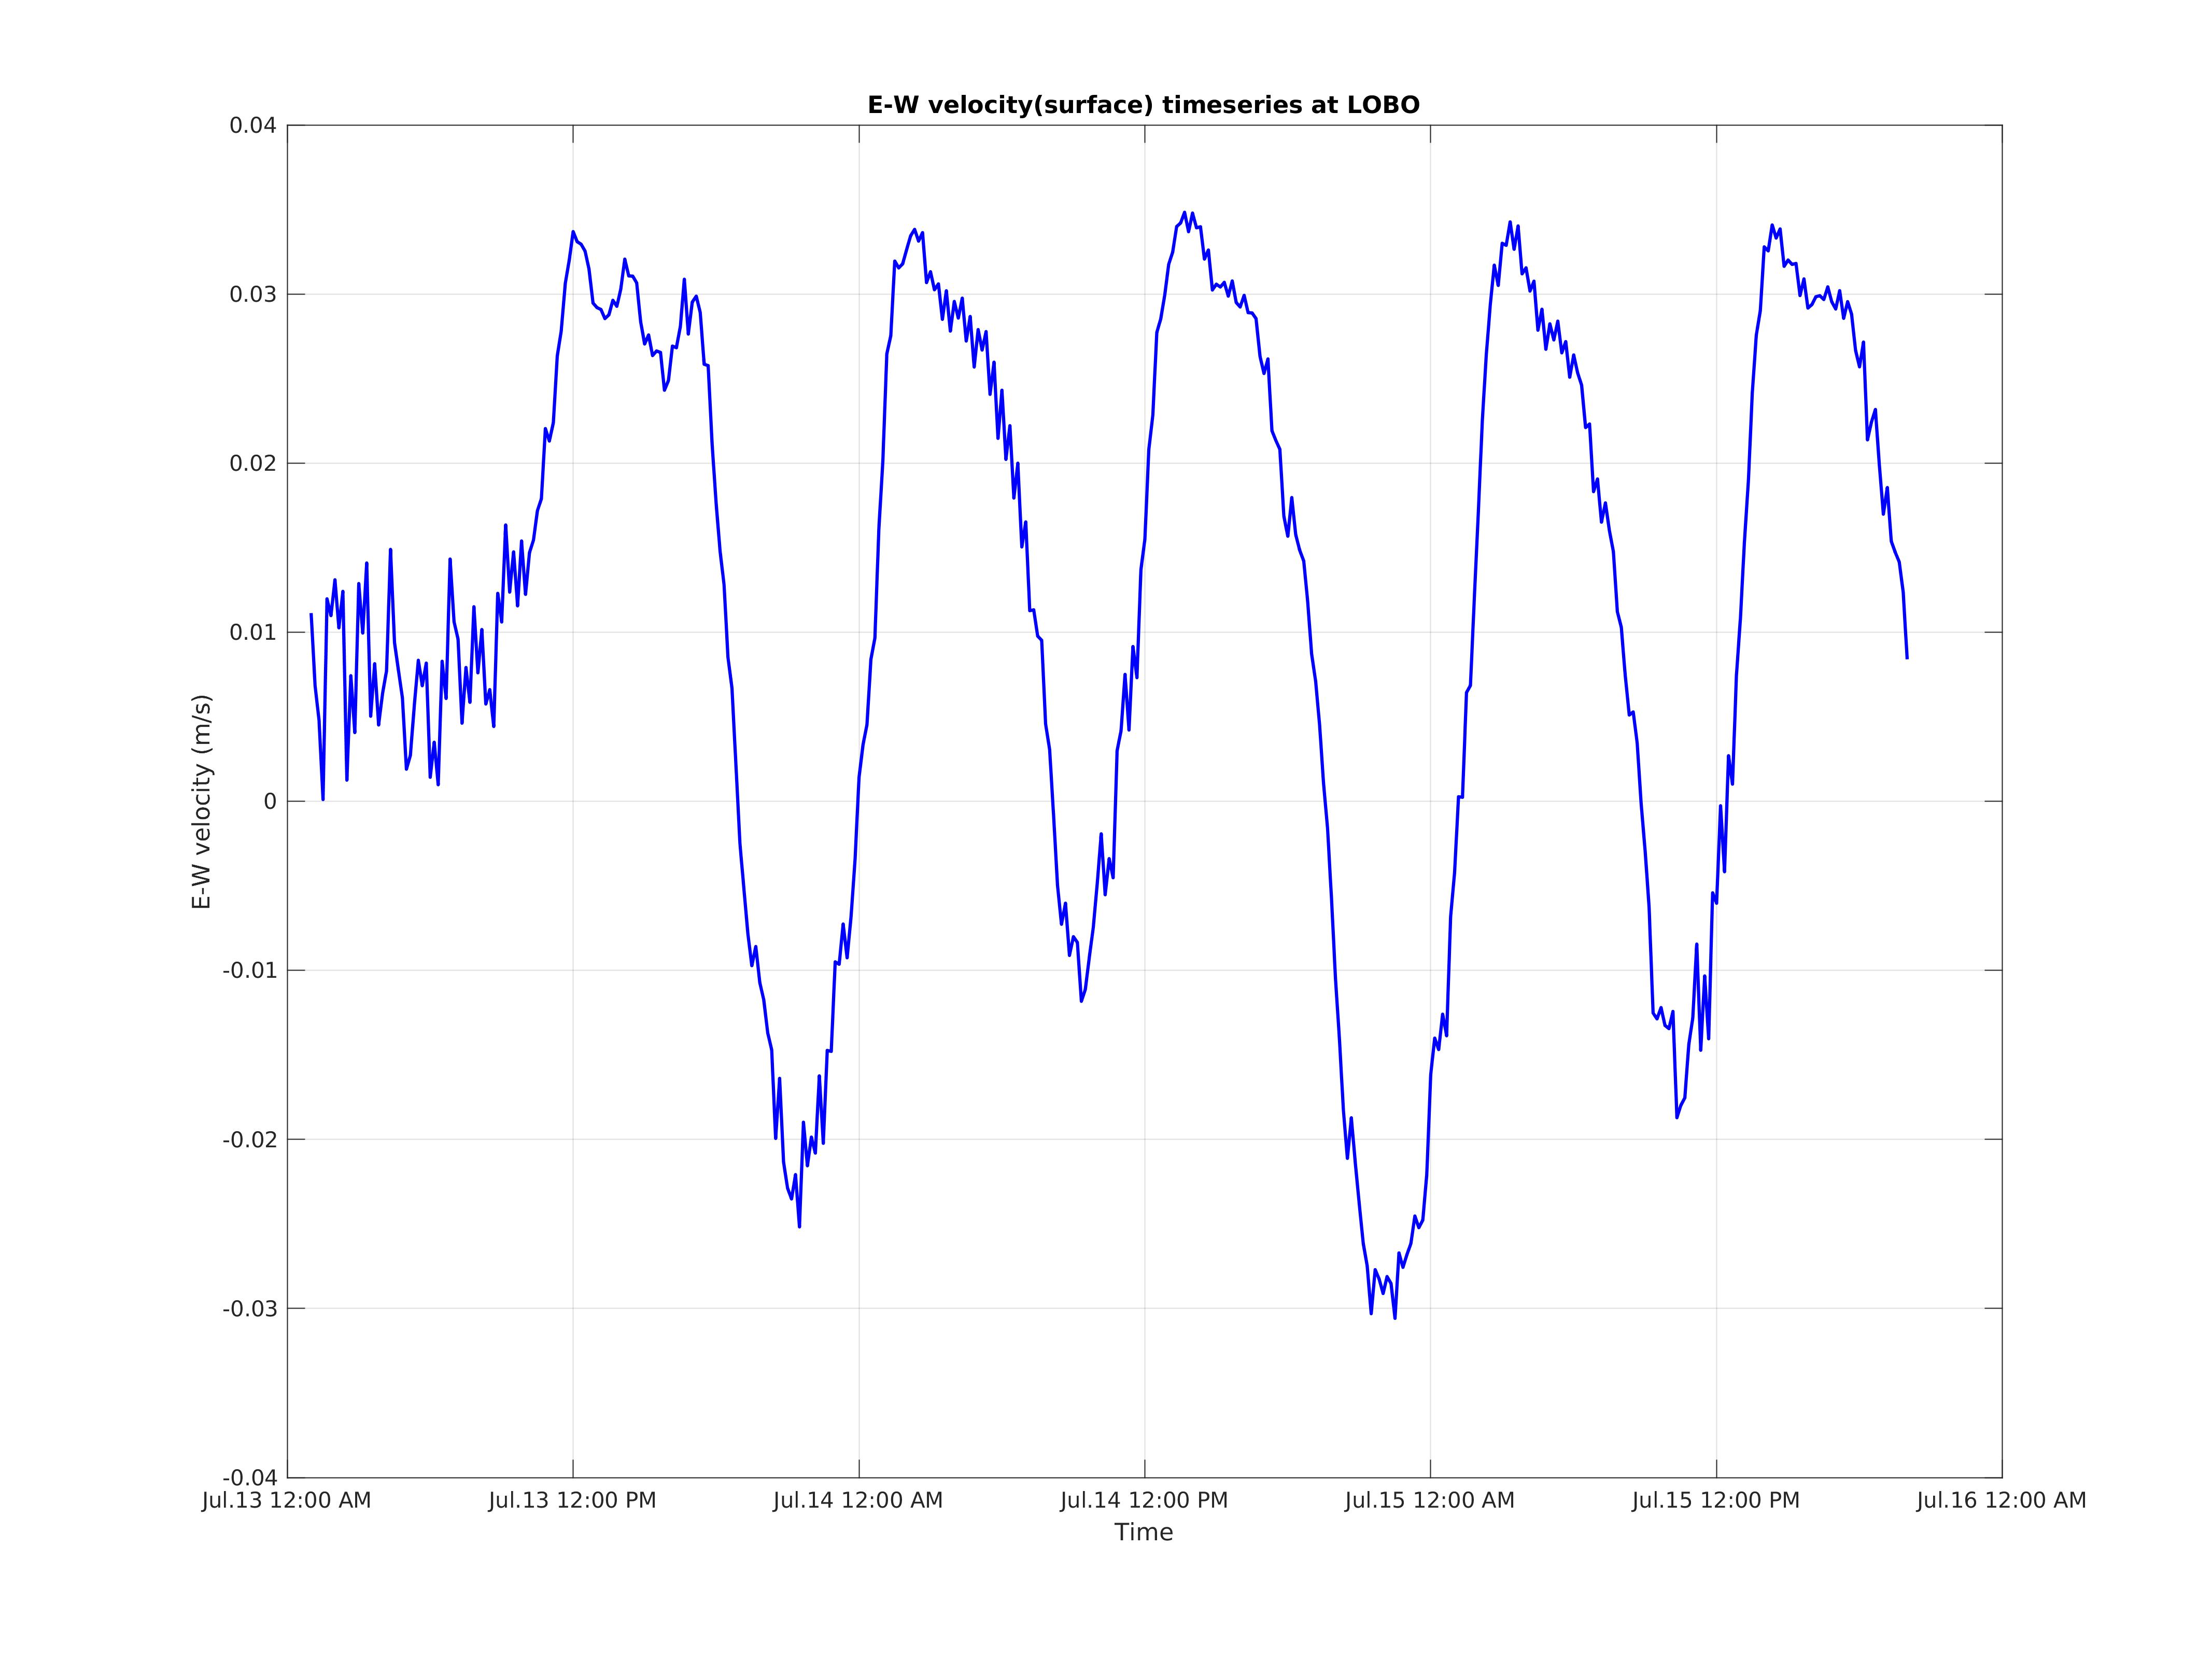 E-W velocity(surface) timeseries at LOBO
0.04
0.03
0.02
0.01
0
-0.01
-0.02
-0.03
-0.04
E-W velocity (m/s)
Jul.13 12:00 AM
Jul.13 12:00 PM
Jul.14 12:00 AM
Jul.14 12:00 PM
Jul.15 12:00 AM
Jul.15 12:00 PM
Jul.16 12:00 AM
Time